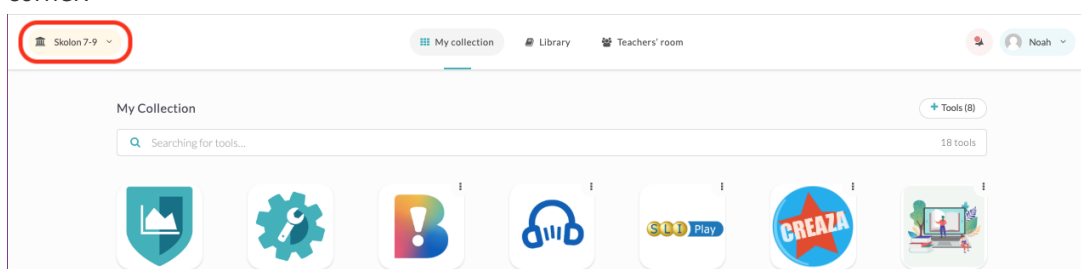 Skolon 7-9
My collection
Library
Teachers' room
Noah
My Collection
+ Tools (8)
Searching for tools...
18 tools
B!
SLI Play
CREAZA